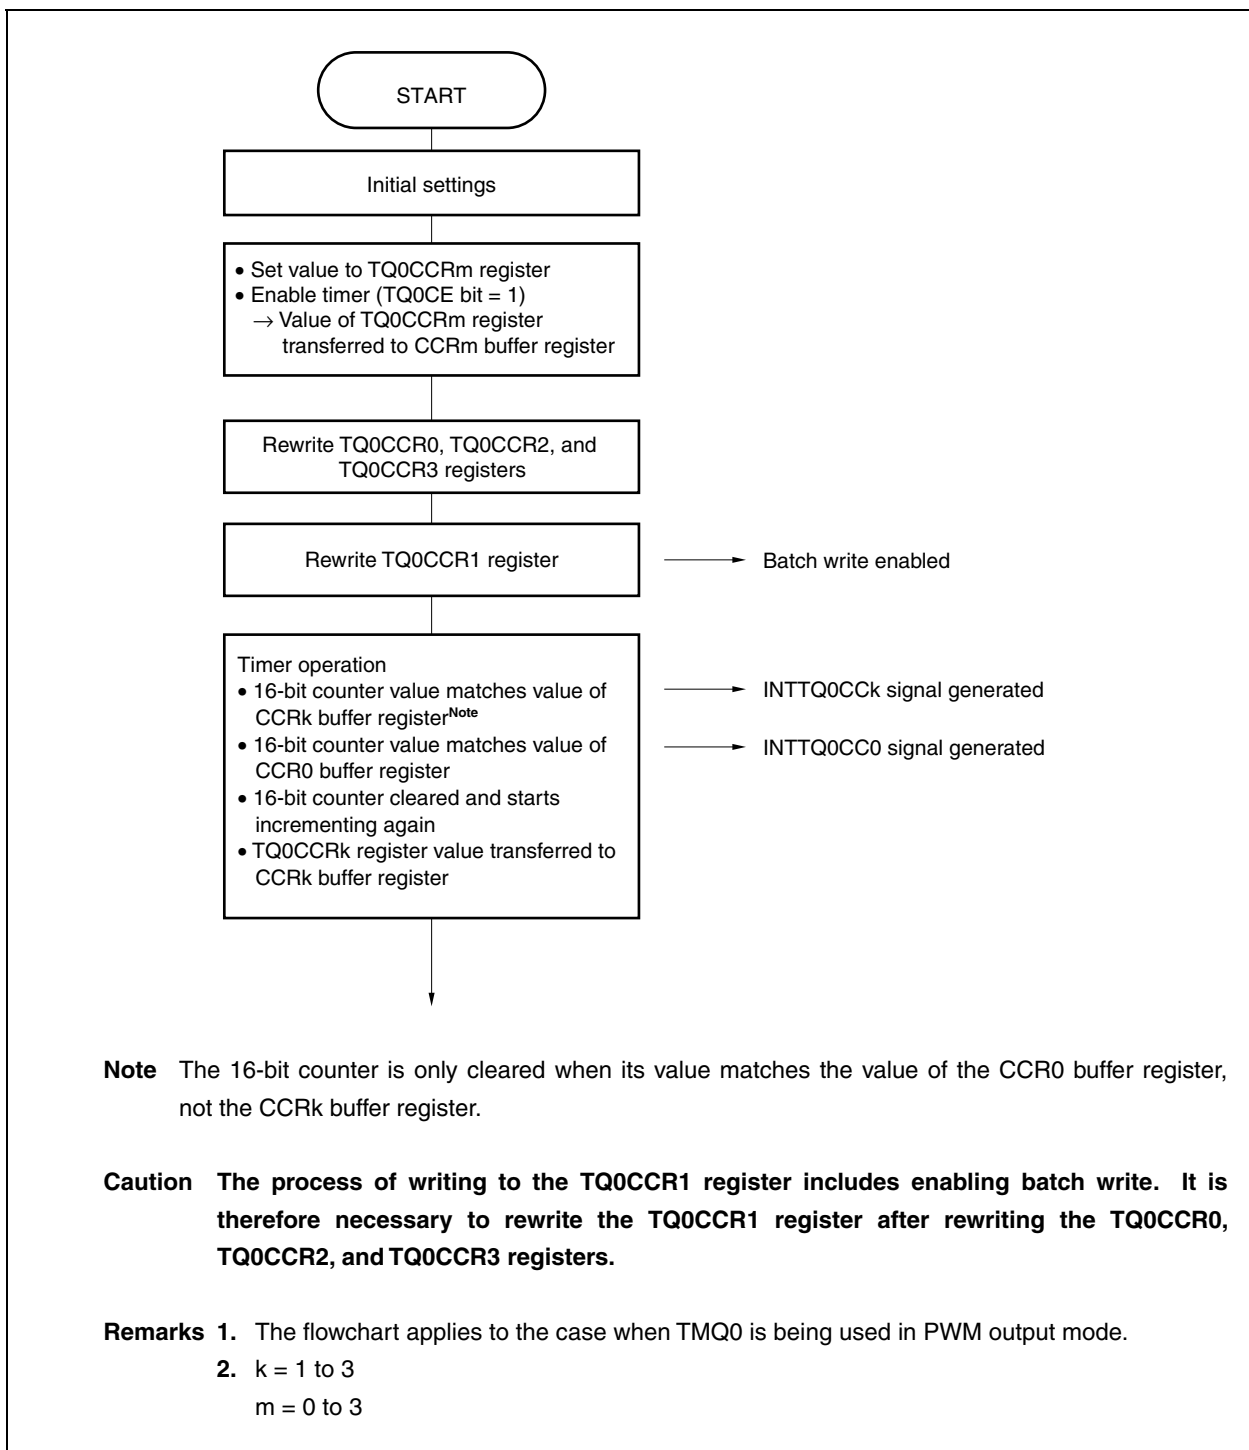 START
Initial settings
• Set value to TQ0CCRm register
• Enable timer (TQ0CE bit = 1)
→ Value of TQ0CCRm register
transferred to CCRm buffer register
Rewrite TQ0CCR0, TQ0CCR2, and
TQ0CCR3 registers
Rewrite TQ0CCR1 register
Batch write enabled
Timer operation
• 16-bit counter value matches value of
CCRk buffer registerNote
INTTQ0CCk signal generated
• 16-bit counter value matches value of
CCR0 buffer register
INTTQ0CC0 signal generated
• 16-bit counter cleared and starts
incrementing again
• TQ0CCRk register value transferred to
CCRk buffer register
Note The 16-bit counter is only cleared when its value matches the value of the CCR0 buffer register,
not the CCRk buffer register.
Caution The process of writing to the TQ0CCR1 register includes enabling batch write. It is
therefore necessary to rewrite the TQ0CCR1 register after rewriting the TQ0CCR0,
TQ0CCR2, and TQ0CCR3 registers.
Remarks 1. The flowchart applies to the case when TMQ0 is being used in PWM output mode.
2. k = 1 to 3
m = 0 to 3